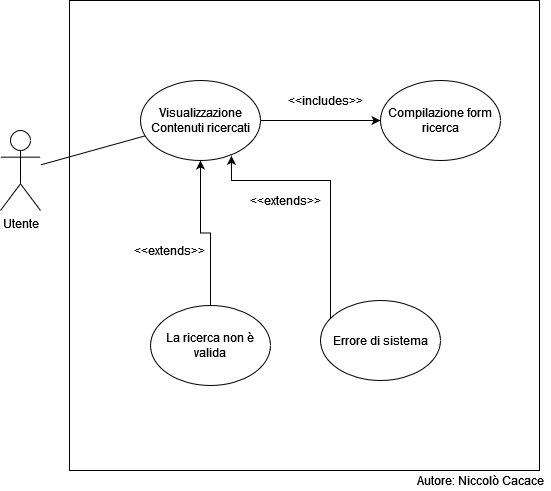 Visualizzazione
Contenuti ricercati
<<includes>>
Compilazione form
ricerca
Utente
<<extends>>
<<extends>>
La ricerca non è
valida
Errore di sistema
Autore: Niccolò Cacace